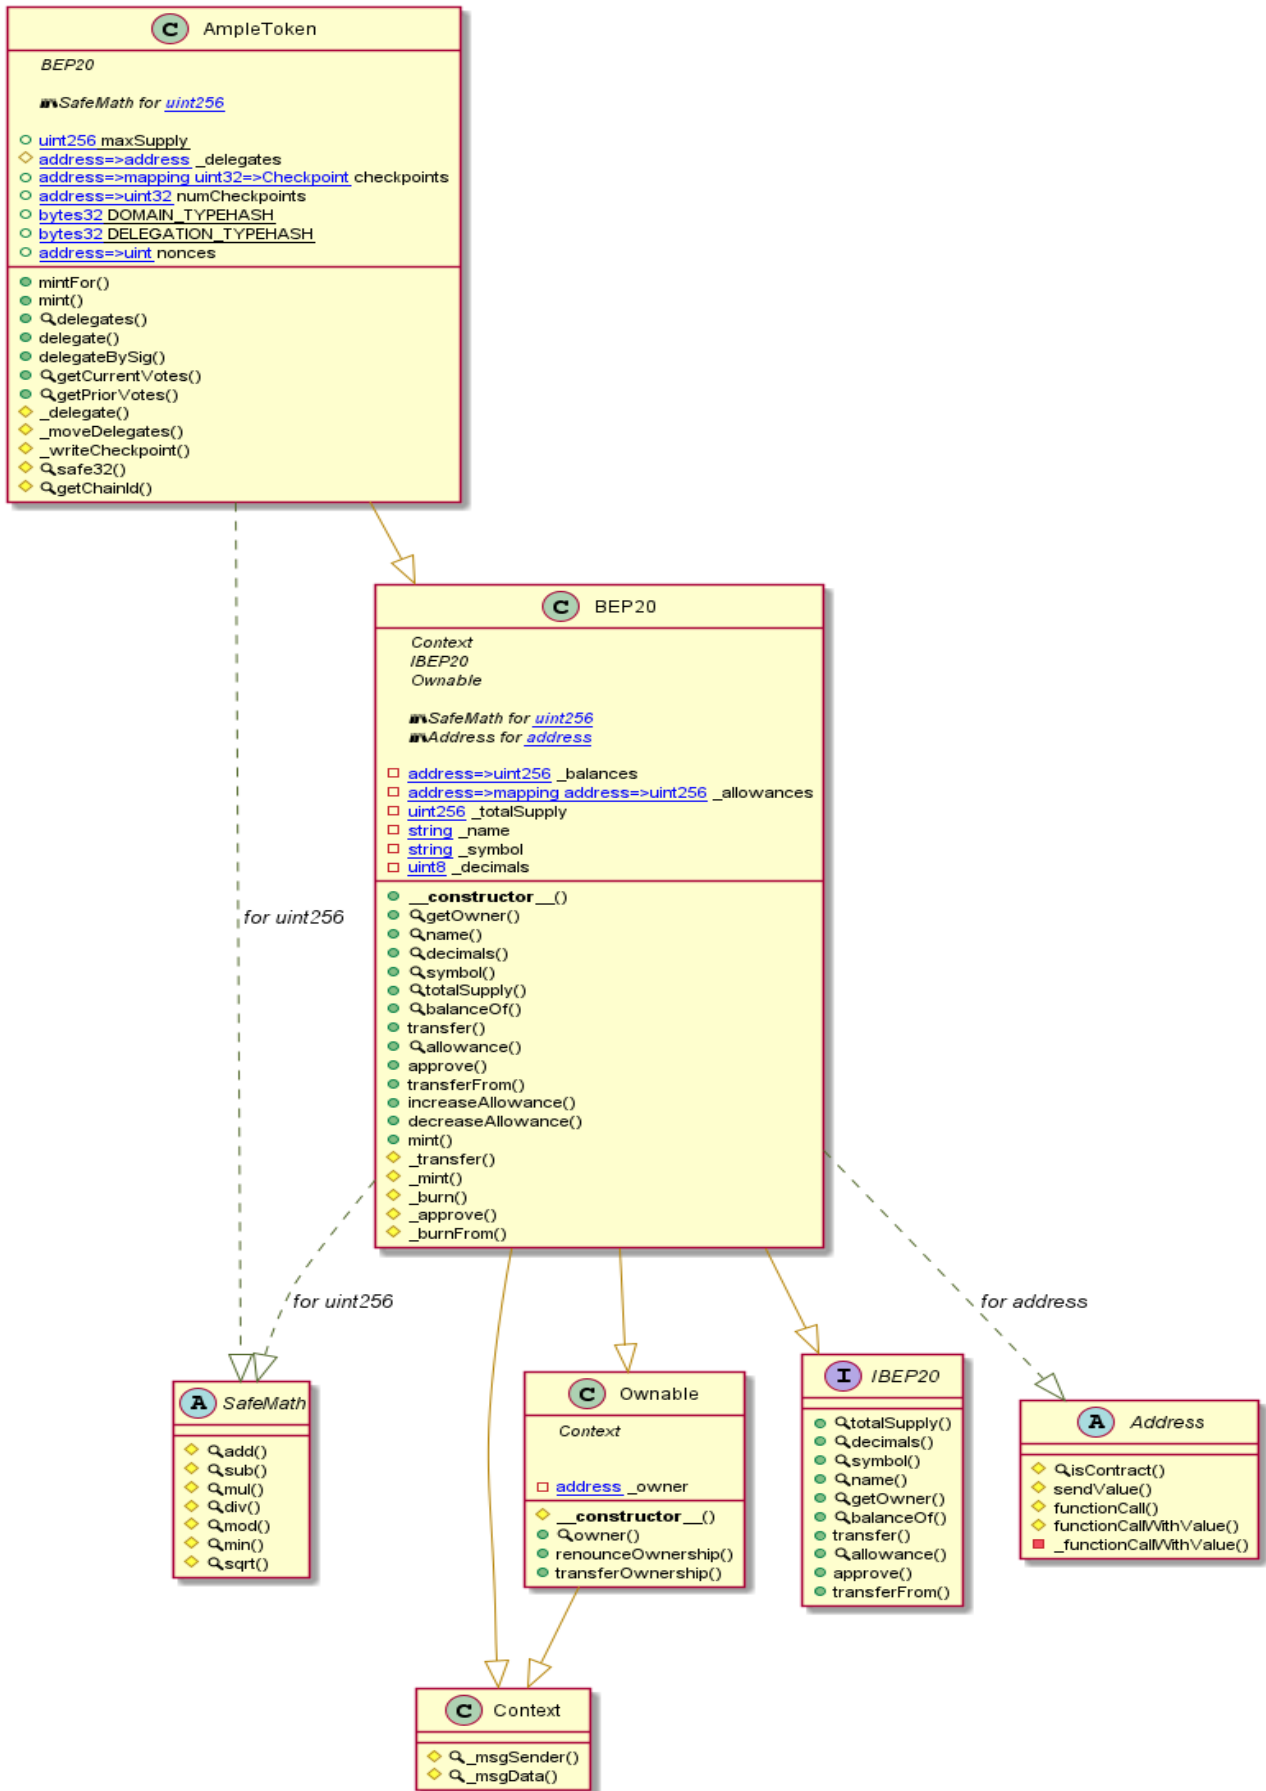 C AmpleToken
BEP20
SafeMath for uint256
uint256 maxSupply
address=>address _delegates
address=>mapping uint32=>Checkpoint checkpoints
address=>uint32 numCheckpoints
bytes32 DOMAIN_TYPEHASH
bytes32 DELEGATION_TYPEHASH
address=>uint nonces
mintFor()
mint()
delegates()
delegate()
delegateBySig()
getCurrentVotes()
getPriorVotes()
_delegate()
_moveDelegates()
_writeCheckpoint()
safe32()
getChainId()
C BEP20
Context
IBEP20
Ownable
SafeMath for uint256
Address for address
address=>uint256 _balances
address=>mapping address=>uint256 _allowances
uint256 _totalSupply
string _name
string _symbol
uint8 _decimals
__constructor__()
getOwner()
name()
decimals()
symbol()
totalSupply()
balanceOf()
transfer()
allowance()
approve()
transferFrom()
increaseAllowance()
decreaseAllowance()
mint()
_transfer()
_mint()
_burn()
_approve()
_burnFrom()
for uint256
for uint256
for address
A SafeMath
add()
sub()
mul()
div()
mod()
min()
sqrt()
C Ownable
Context
address _owner
__constructor__()
owner()
renounceOwnership()
transferOwnership()
I IBEP20
totalSupply()
decimals()
symbol()
name()
getOwner()
balanceOf()
transfer()
allowance()
approve()
transferFrom()
A Address
isContract()
sendValue()
functionCall()
functionCallWithValue()
_functionCallWithValue()
C Context
_msgSender()
_msgData()